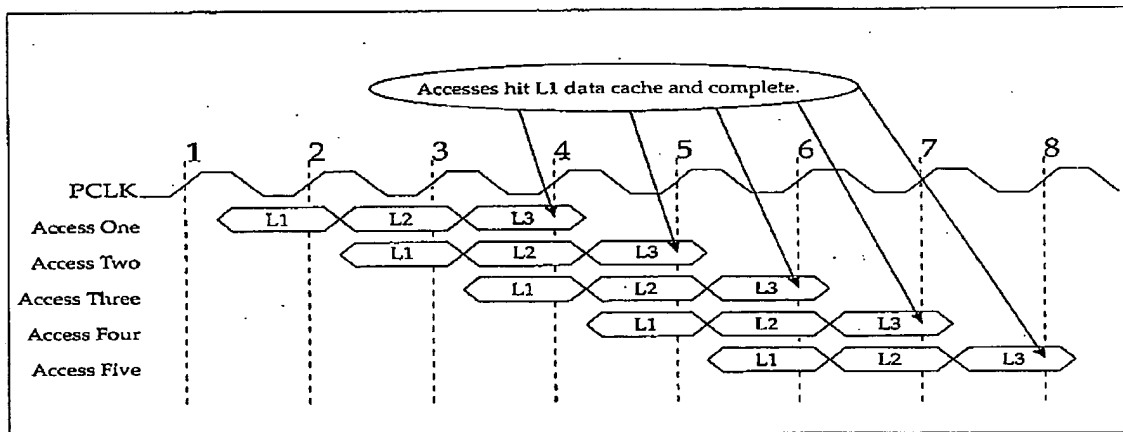 Accesses hit L1 data cache and complete.
1 2 3 4 5 6 7 8
PCLK
Access One L1 L2 L3
Access Two L1 L2 L3
Access Three L1 L2 L3
Access Four L1 L2 L3
Access Five L1 L2 L3